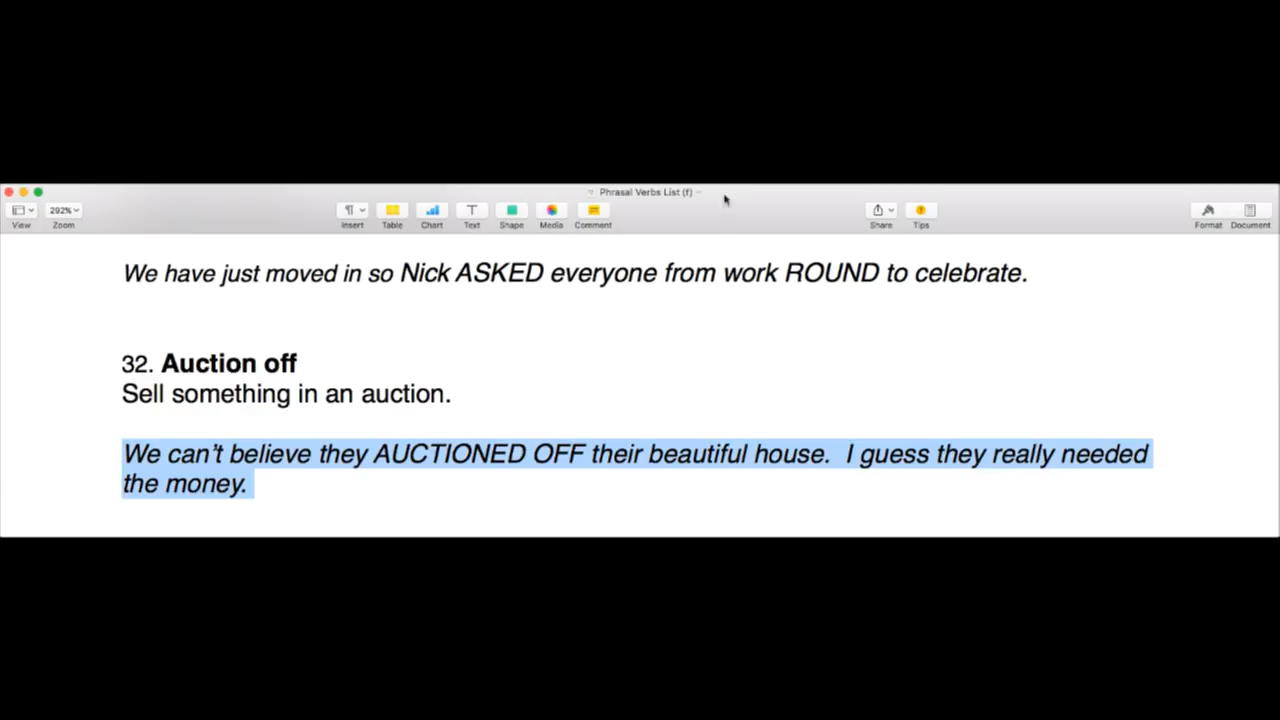 Phrasal Verbs List (f)
292%
View Zoom Insert Table Chart Text Shape Media Comment Share Tips Format Document
We have just moved in so Nick ASKED everyone from work ROUND to celebrate.
32. Auction off
Sell something in an auction.
We can't believe they AUCTIONED OFF their beautiful house.  I guess they really needed
the money.